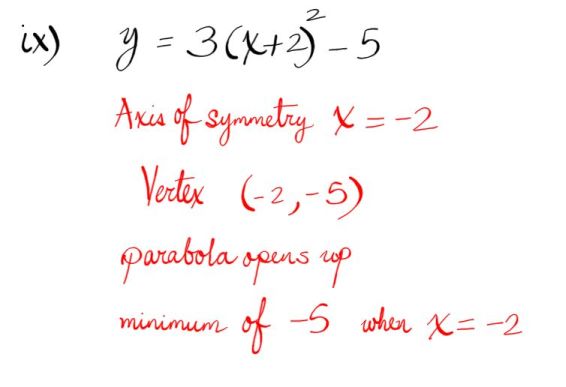 ix) y = 3(x+2)² - 5
Axis of symmetry x = -2
Vertex (-2, -5)
parabola opens up
minimum of -5 when x = -2